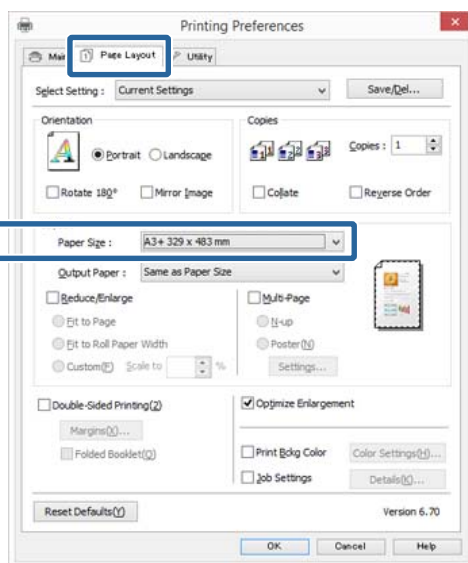 Printing Preferences
Page Layout Utility
Select Setting : Current Settings Save/Del...
Orientation Copies
Portrait Landscape Copies : 1
Rotate 180° Mirror Image Collate Reverse Order
Paper Size : A3+ 329 x 483 mm
Output Paper : Same as Paper Size
Reduce/Enlarge Multi-Page
Fit to Page N-up
Fit to Roll Paper Width Poster(N)
Custom(F) Scale to % Settings...
Double-Sided Printing(2) Optimize Enlargement
Margins(X)...
Folded Booklet(O) Print Bckg Color Color Settings(H)...
Job Settings Details(K)...
Reset Defaults(Y) Version 6.70
OK Cancel Help